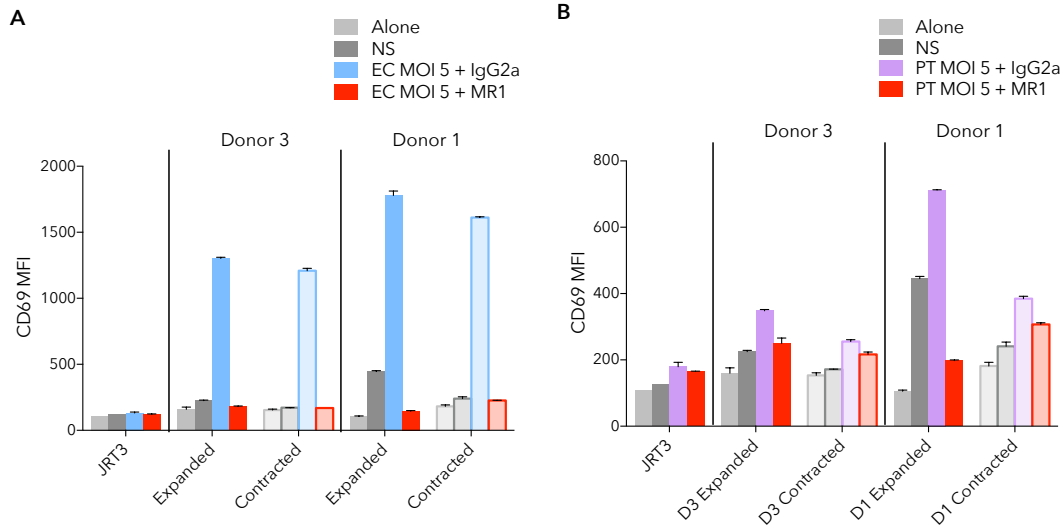 A
Alone
NS
EC MOI 5 + IgG2a
EC MOI 5 + MR1
Donor 3
Donor 1
CD69 MFI
2000
1500
1000
500
0
JRT3
Expanded
Contracted
Expanded
Contracted
B
Alone
NS
PT MOI 5 + IgG2a
PT MOI 5 + MR1
Donor 3
Donor 1
CD69 MFI
800
600
400
200
0
JRT3
D3 Expanded
D3 Contracted
D1 Expanded
D1 Contracted